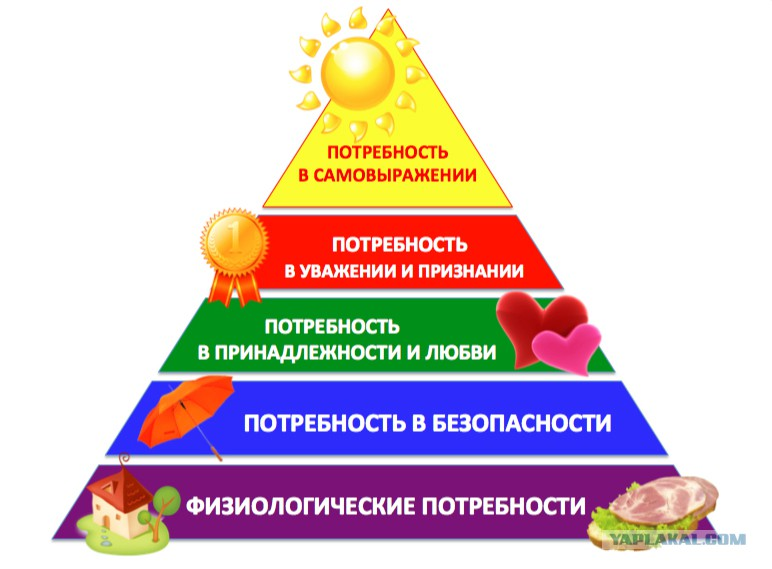 ПОТРЕБНОСТЬ
В САМОВЫРАЖЕНИИ
1
ПОТРЕБНОСТЬ
В УВАЖЕНИИ И ПРИЗНАНИИ
ПОТРЕБНОСТЬ
В ПРИНАДЛЕЖНОСТИ И ЛЮБВИ
ПОТРЕБНОСТЬ В БЕЗОПАСНОСТИ
ФИЗИОЛОГИЧЕСКИЕ ПОТРЕБНОСТИ
YAPLAKAL.COM